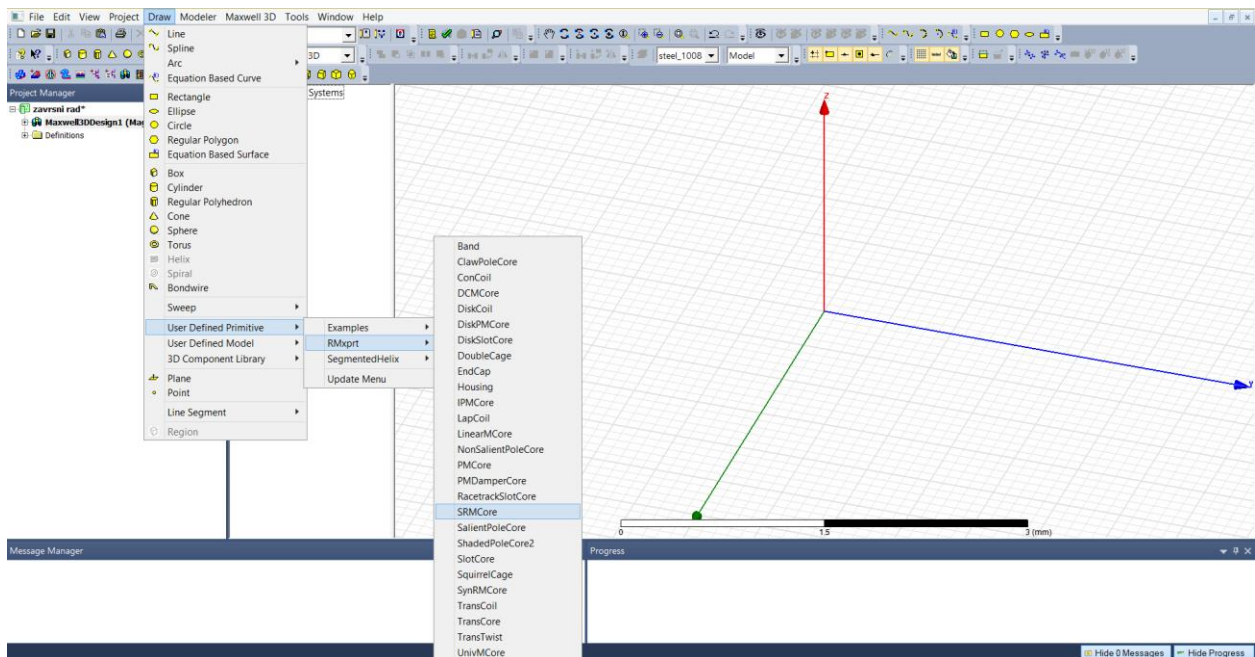 File Edit View Project Draw Modeler Maxwell 3D Tools Window Help
3D
steel_1008
Model
Project Manager
zavrsni rad*
Maxwell3DDesign1 (Ma
Definitions
Systems
Line
Spline
Arc
Equation Based Curve
Rectangle
Ellipse
Circle
Regular Polygon
Equation Based Surface
Box
Cylinder
Regular Polyhedron
Cone
Sphere
Torus
Helix
Spiral
Bondwire
Sweep
User Defined Primitive
User Defined Model
3D Component Library
Plane
Point
Line Segment
Region
Examples
RMxprt
SegmentedHelix
Update Menu
Band
ClawPoleCore
ConCoil
DCMCore
DiskCoil
DiskPMCore
DiskSlotCore
DoubleCage
EndCap
Housing
IPMCore
LapCoil
LinearMCore
NonSalientPoleCore
PMCore
PMDamperCore
RacetrackSlotCore
SRMCore
SalientPoleCore
ShadedPoleCore2
SlotCore
SquirrelCage
SynRMCore
TransCoil
TransCore
TransTwist
UnivMCore
z
y
0 1.5 3 (mm)
Message Manager
Progress
Hide 0 Messages Hide Progress